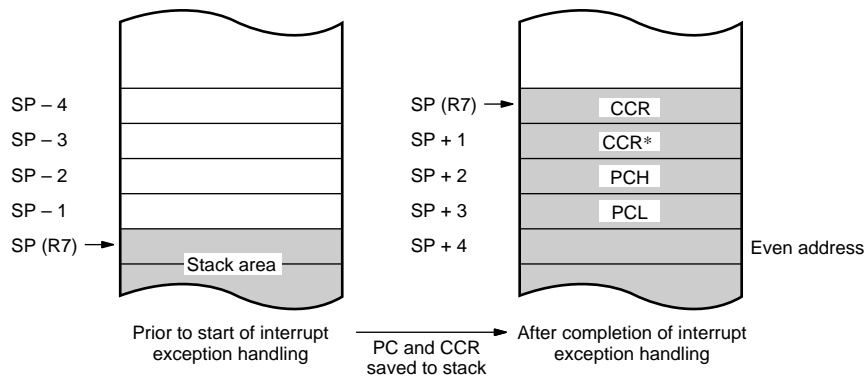 SP – 4
SP – 3
SP – 2
SP – 1
SP (R7)
Stack area
SP (R7)
SP + 1
SP + 2
SP + 3
SP + 4
CCR
CCR*
PCH
PCL
Even address
Prior to start of interrupt
exception handling
PC and CCR
saved to stack
After completion of interrupt
exception handling